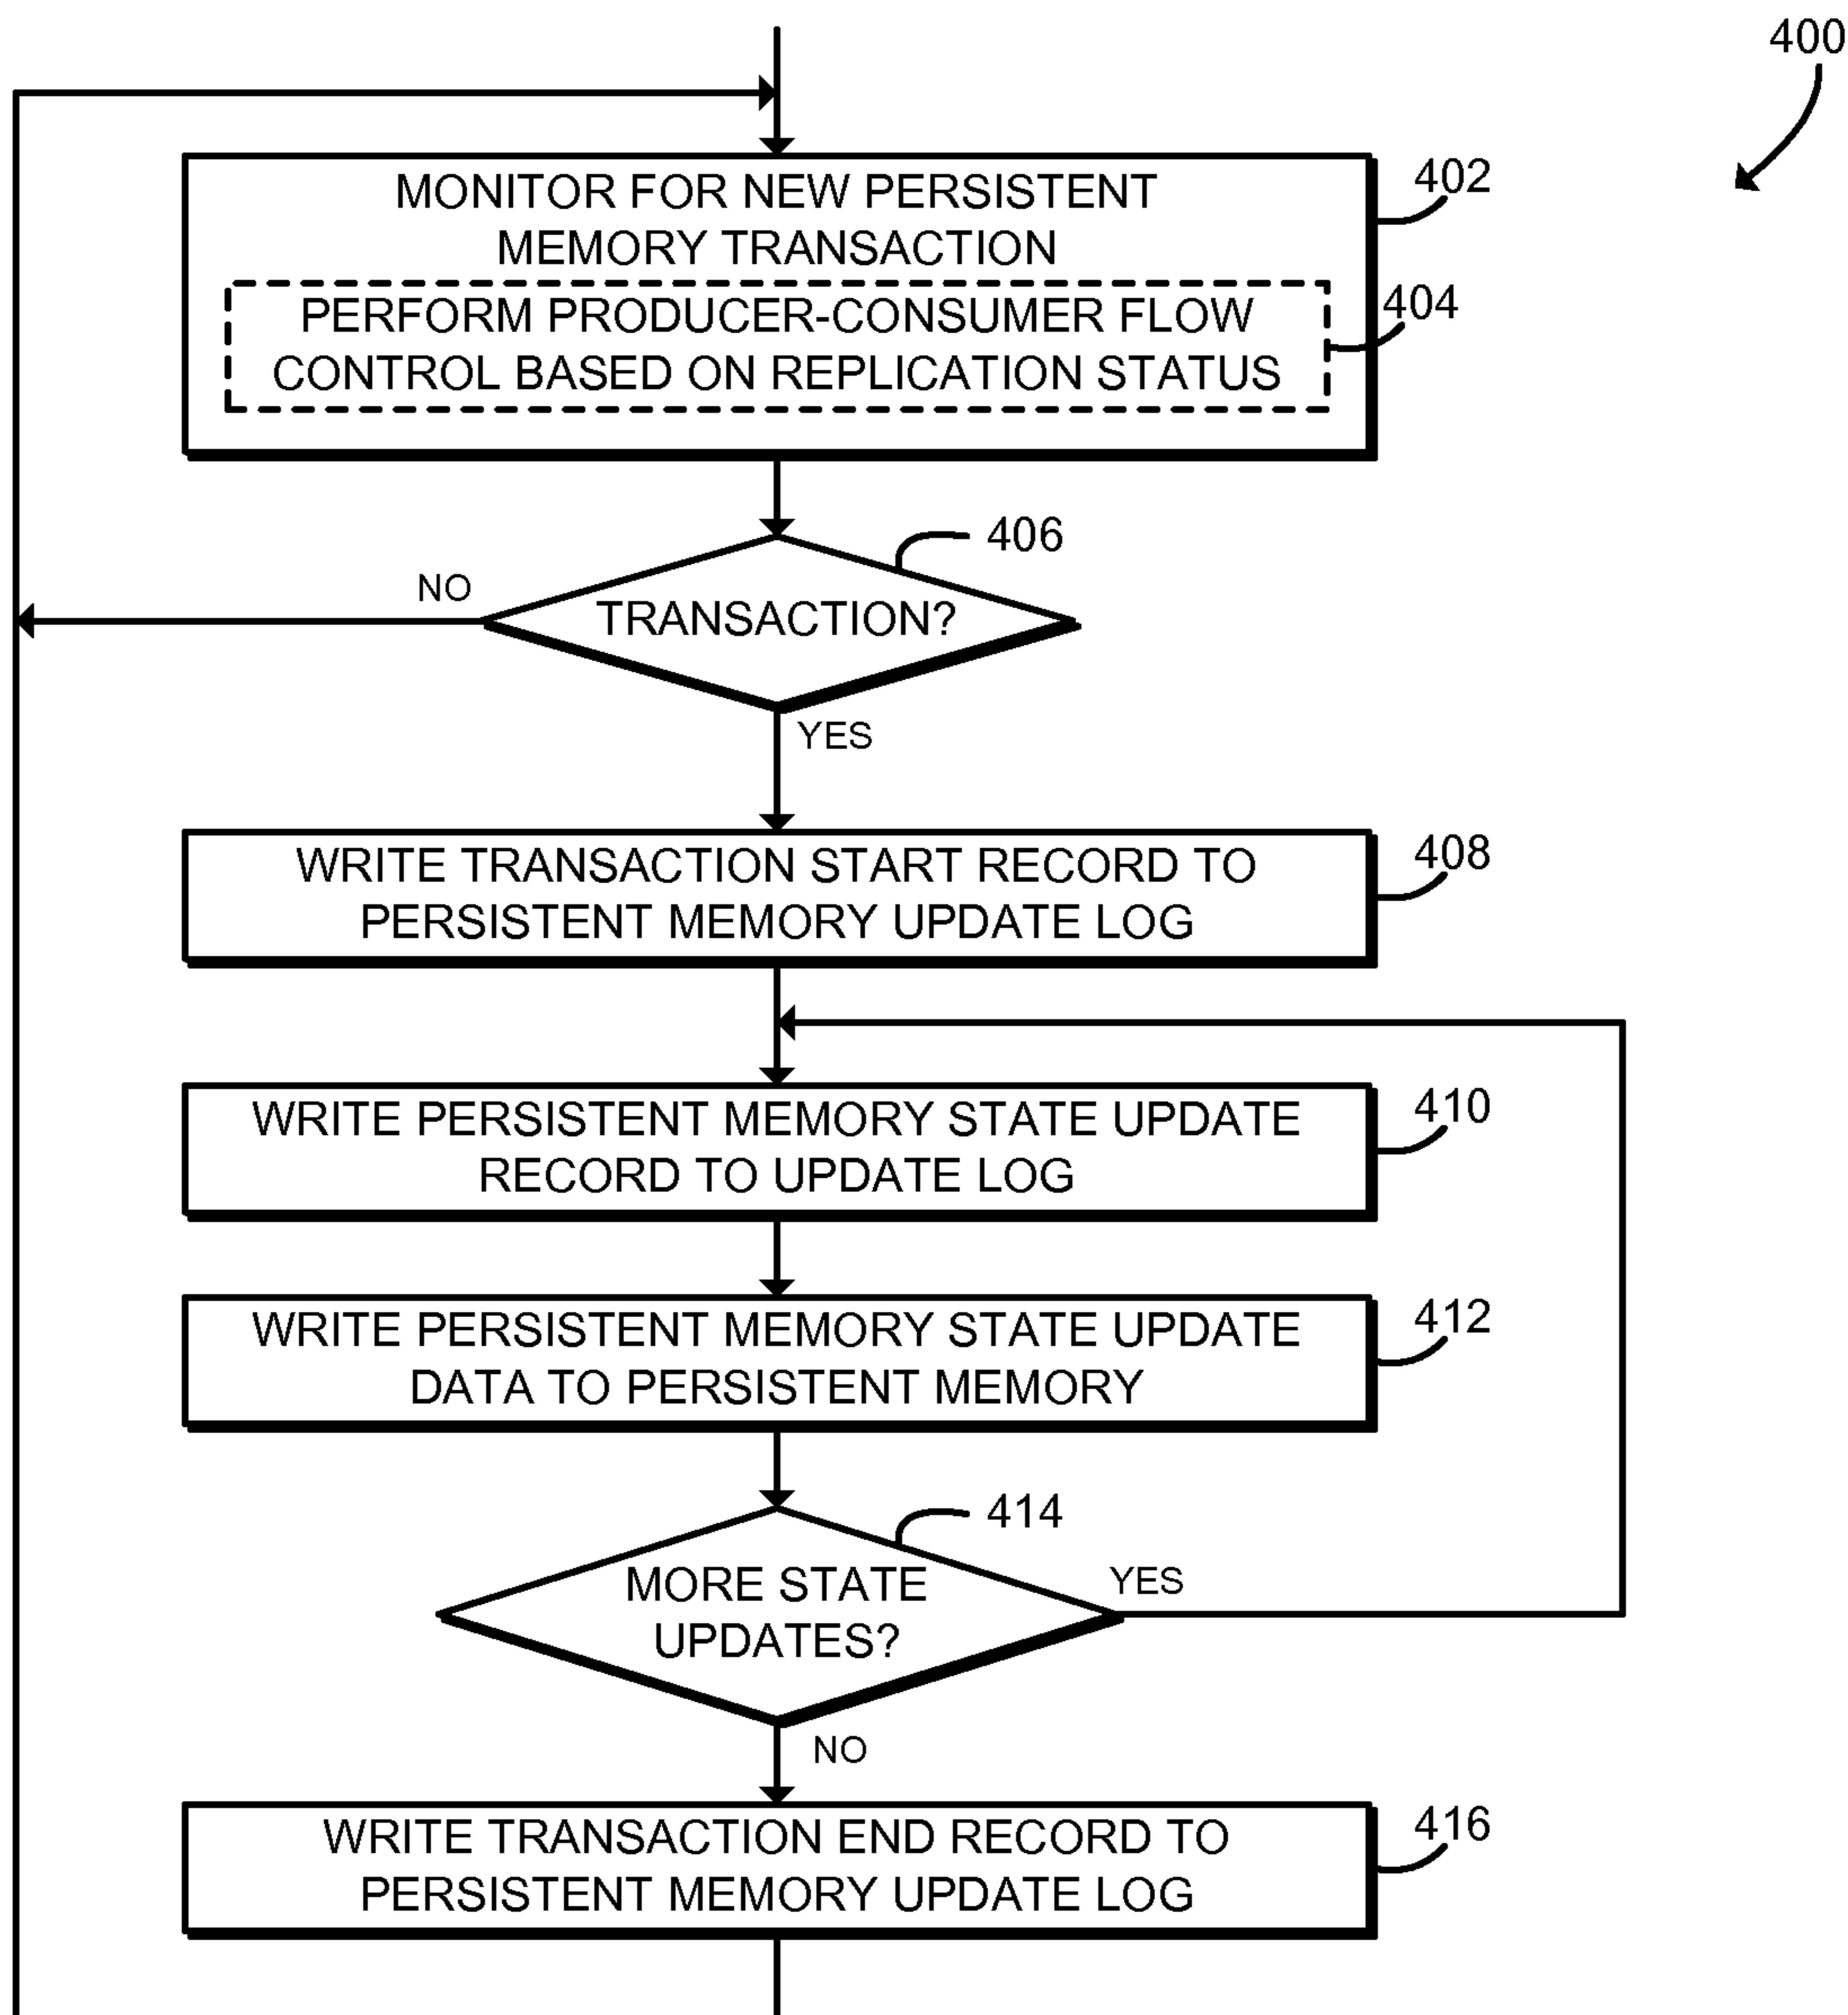 400
MONITOR FOR NEW PERSISTENT
MEMORY TRANSACTION
402
PERFORM PRODUCER-CONSUMER FLOW
CONTROL BASED ON REPLICATION STATUS
404
406
NO
TRANSACTION?
YES
WRITE TRANSACTION START RECORD TO
PERSISTENT MEMORY UPDATE LOG
408
WRITE PERSISTENT MEMORY STATE UPDATE
RECORD TO UPDATE LOG
410
WRITE PERSISTENT MEMORY STATE UPDATE
DATA TO PERSISTENT MEMORY
412
414
MORE STATE
UPDATES?
YES
NO
WRITE TRANSACTION END RECORD TO
PERSISTENT MEMORY UPDATE LOG
416